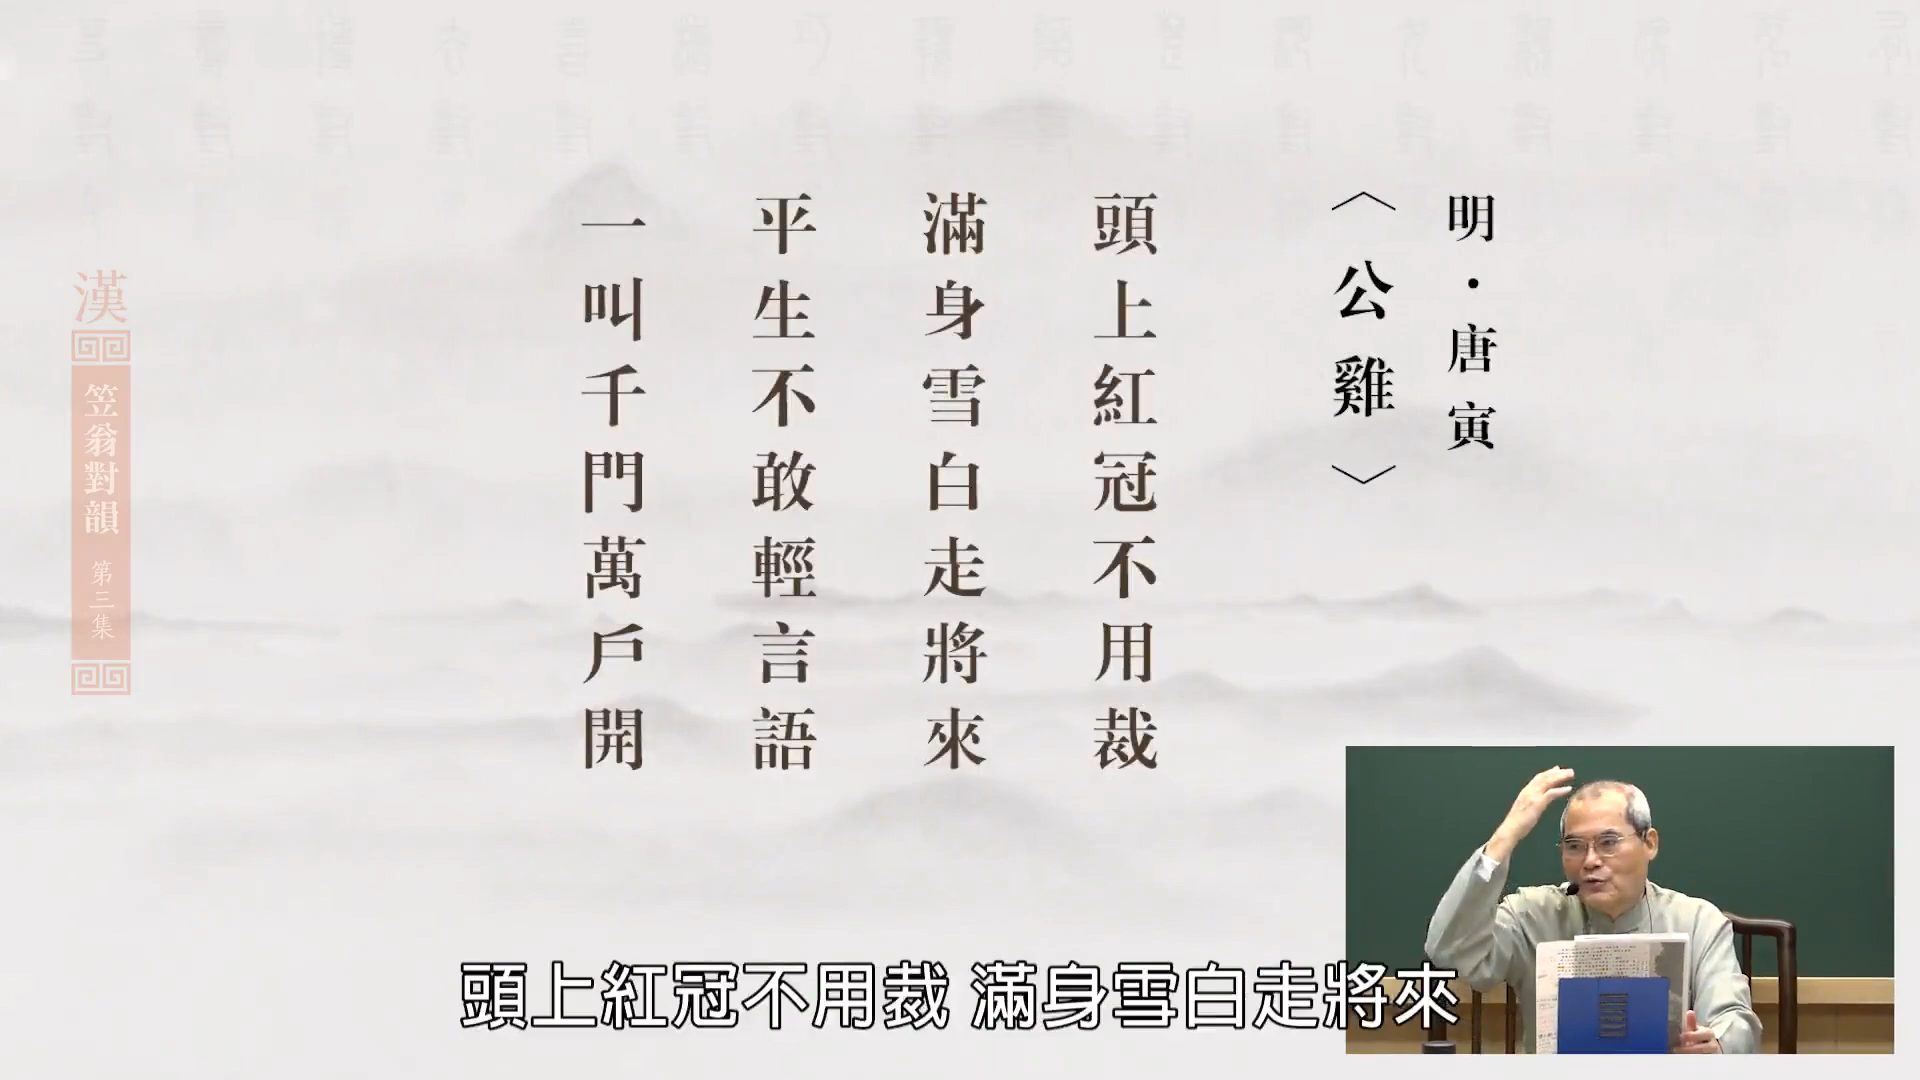 明·唐寅
〈公雞〉
頭上紅冠不用裁
滿身雪白走將來
平生不敢輕言語
一叫千門萬戶開
漢
笠翁對韻 第三集
頭上紅冠不用裁 滿身雪白走將來